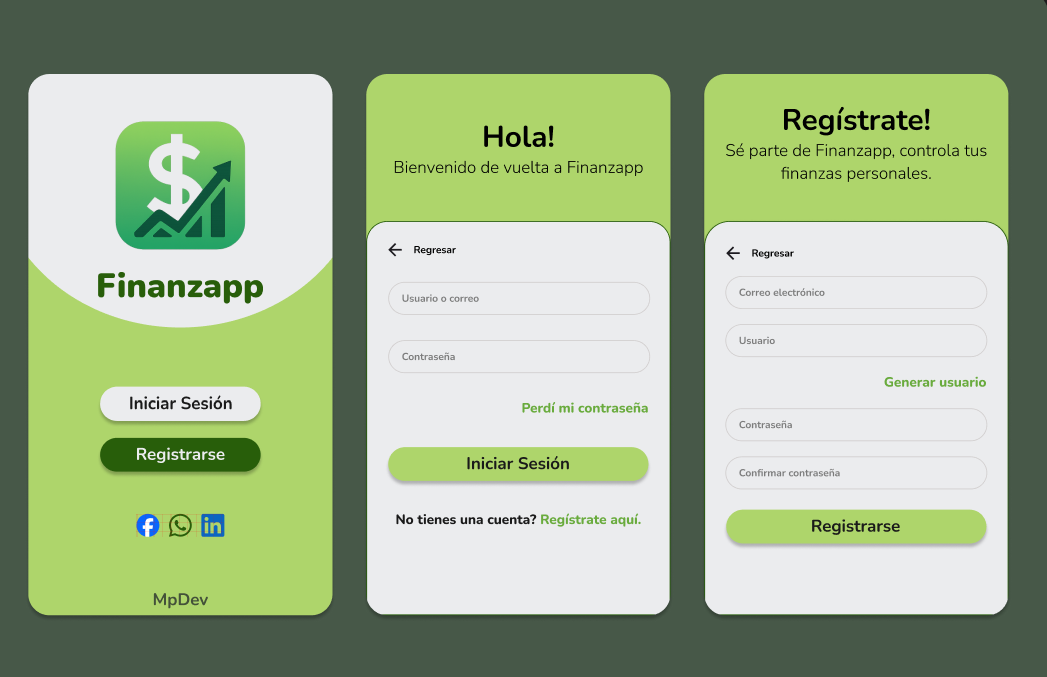 Finanzapp
Iniciar Sesión
Registrarse
MpDev
Hola!
Bienvenido de vuelta a Finanzapp
Regresar
Usuario o correo
Contraseña
Perdí mi contraseña
Iniciar Sesión
No tienes una cuenta? Regístrate aquí.
Regístrate!
Sé parte de Finanzapp, controla tus
finanzas personales.
Regresar
Correo electrónico
Usuario
Generar usuario
Contraseña
Confirmar contraseña
Registrarse